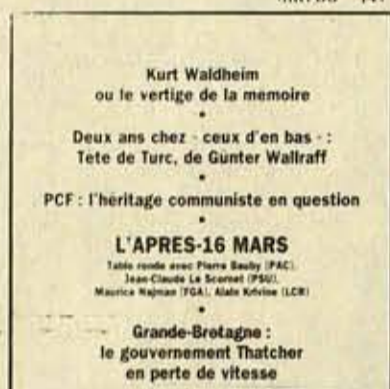 Kurt Waldheim
ou le vertige de la memoire
•
Deux ans chez - ceux d'en bas - :
Tete de Turc, de Günter Wallraff
•
PCF : l'héritage communiste en question
•
L'APRES-16 MARS
Table ronde avec Pierre Bauby (PAC),
Jean-Claude Le Scornet (PSU),
Maurice Najman (FGA), Alain Krivine (LCR)
•
Grande-Bretagne :
le gouvernement Thatcher
en perte de vitesse